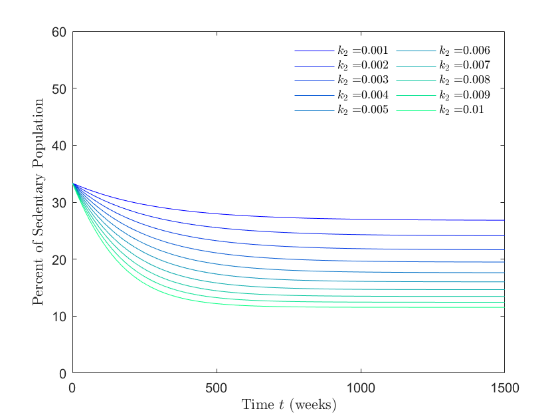 60
50
40
30
20
10
0
Percent of Sedentary Population
k₂ =0.001
k₂ =0.002
k₂ =0.003
k₂ =0.004
k₂ =0.005
k₂ =0.006
k₂ =0.007
k₂ =0.008
k₂ =0.009
k₂ =0.01
0 500 1000 1500
Time t (weeks)